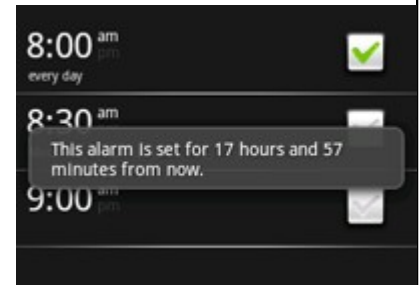 8:00 am
pm
every day
8:30 am
This alarm is set for 17 hours and 57
minutes from now.
9:00 am
pm